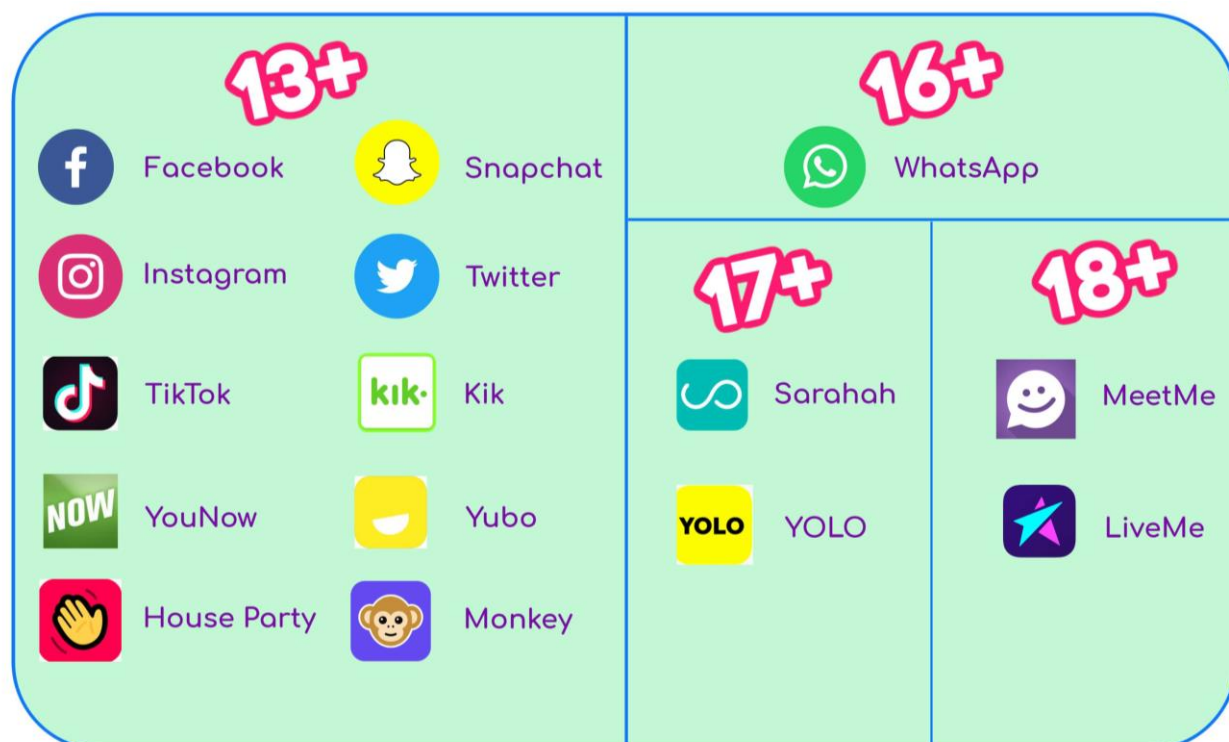 13+
f Facebook
Snapchat
Instagram
Twitter
TikTok
kik. Kik
NOW YouNow
Yubo
House Party
Monkey
16+
WhatsApp
17+
Sarahah
YOLO YOLO
18+
MeetMe
LiveMe